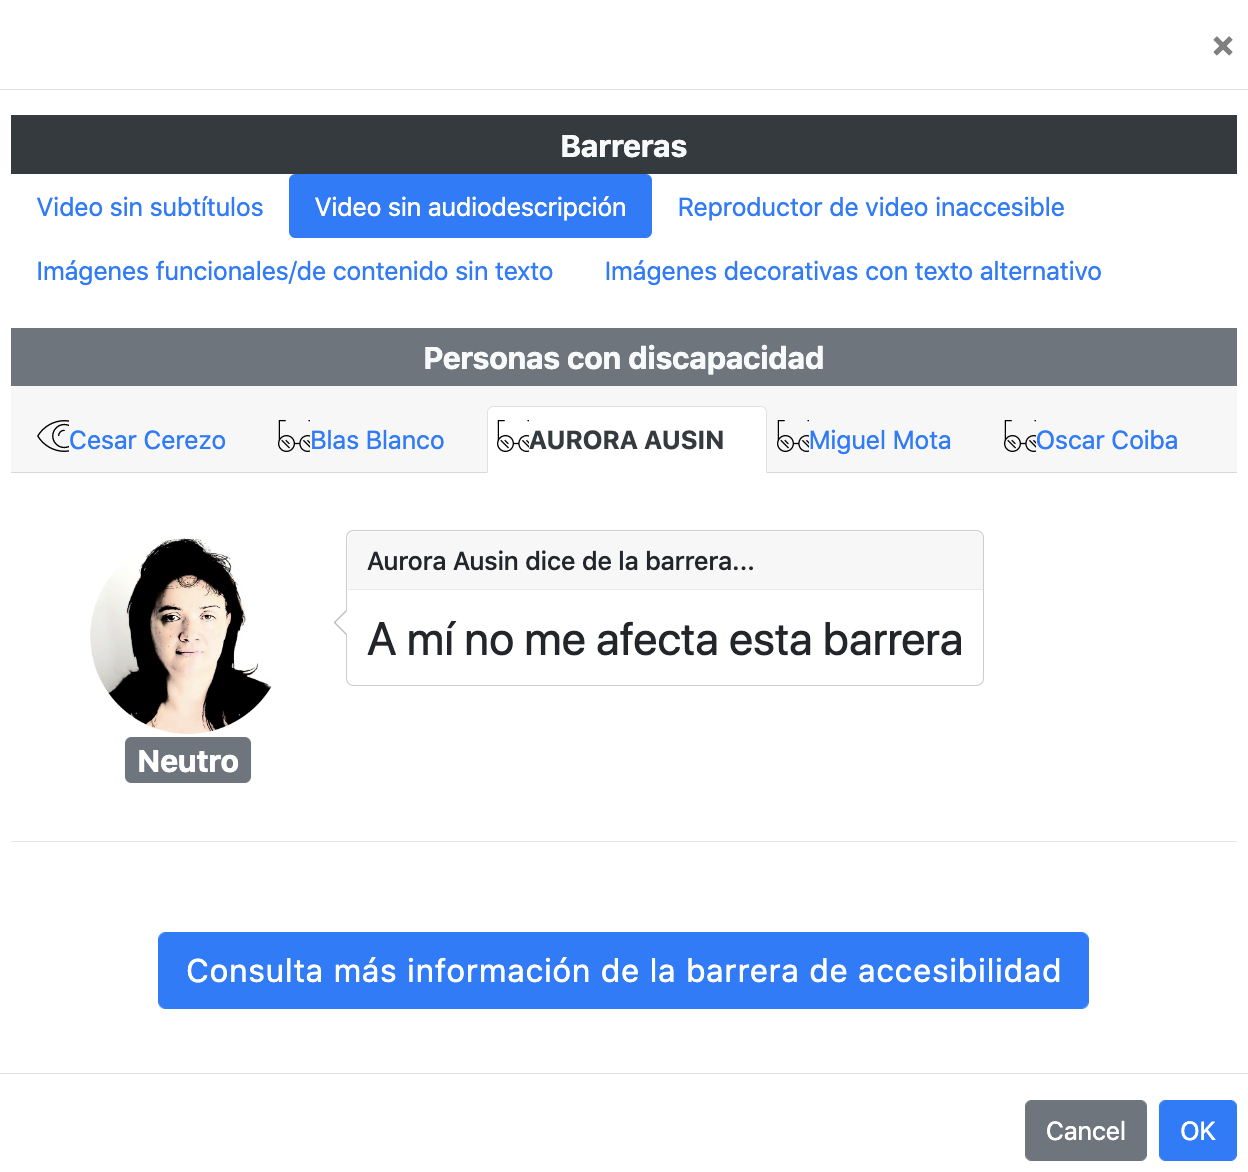 ×
Barreras
Video sin subtítulos Video sin audiodescripción Reproductor de video inaccesible
Imágenes funcionales/de contenido sin texto Imágenes decorativas con texto alternativo
Personas con discapacidad
Cesar Cerezo Blas Blanco AURORA AUSIN Miguel Mota Oscar Coiba
Aurora Ausin dice de la barrera...
A mí no me afecta esta barrera
Neutro
Consulta más información de la barrera de accesibilidad
Cancel OK